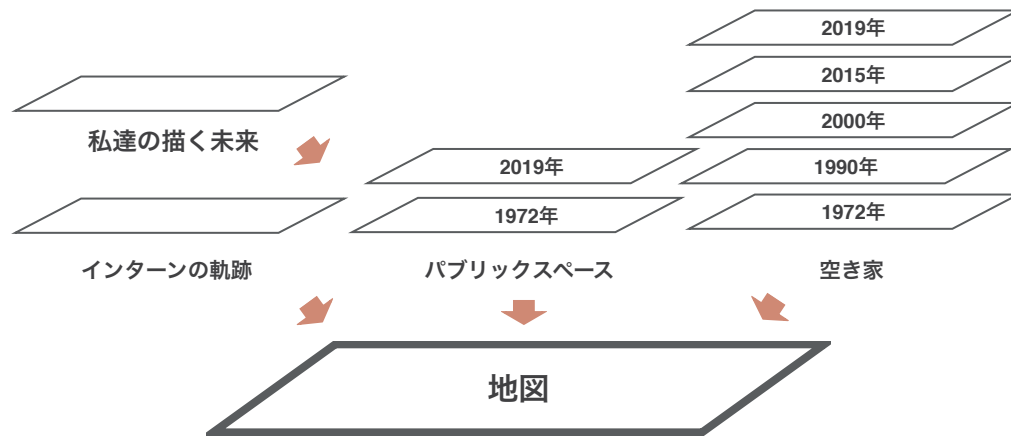 私達の描く未来
インターンの軌跡
2019年
1972年
パブリックスペース
2019年
2015年
2000年
1990年
1972年
空き家
地図